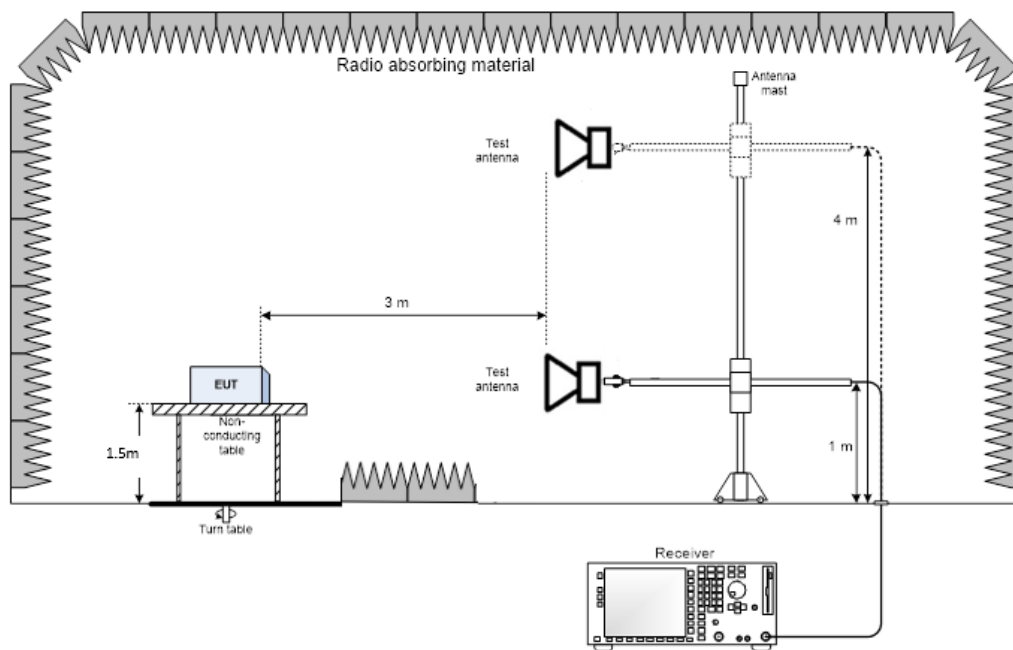 Radio absorbing material
Antenna
mast
Test
antenna
4 m
3 m
Test
antenna
EUT
Non-
conducting
table
1.5m
1 m
Turn table
Receiver